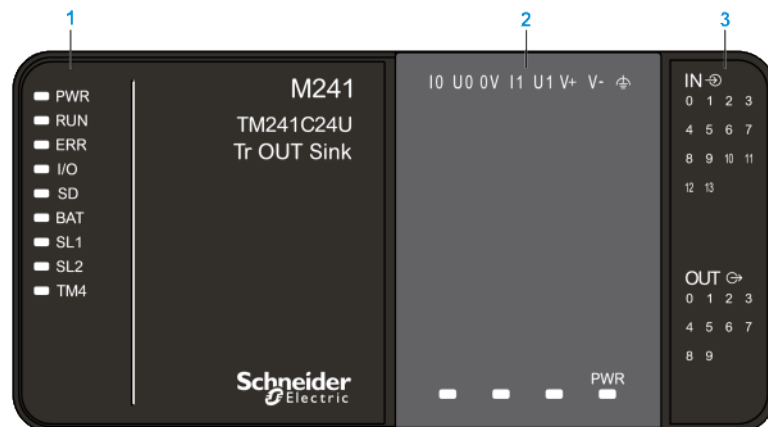 1
2
3
PWR
RUN
ERR
I/O
SD
BAT
SL1
SL2
TM4
M241
TM241C24U
Tr OUT Sink
Schneider
Electric
I0 U0 0V I1 U1 V+ V-
PWR
IN
0 1 2 3
4 5 6 7
8 9 10 11
12 13
OUT
0 1 2 3
4 5 6 7
8 9